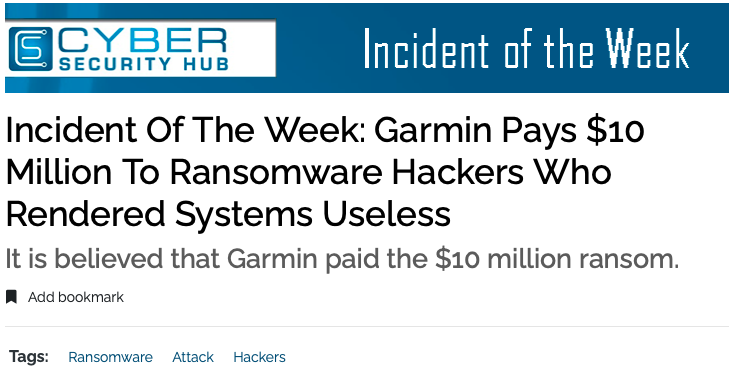 CYBER
SECURITY HUB
Incident of the Week
Incident Of The Week: Garmin Pays $10
Million To Ransomware Hackers Who
Rendered Systems Useless
It is believed that Garmin paid the $10 million ransom.
Add bookmark
Tags: Ransomware Attack Hackers